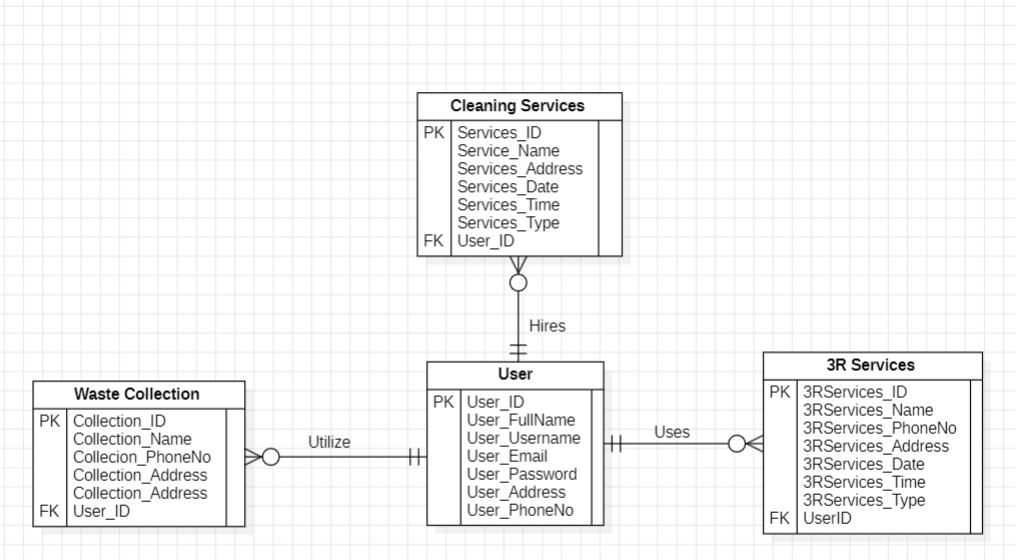 Cleaning Services
PK Services_ID
Service_Name
Services_Address
Services_Date
Services_Time
Services_Type
FK User_ID
Hires
User
PK User_ID
User_FullName
User_Username
User_Email
User_Password
User_Address
User_PhoneNo
Waste Collection
PK Collection_ID
Collection_Name
Collecion_PhoneNo
Collection_Address
Collection_Address
FK User_ID
Utilize
Uses
3R Services
PK 3RServices_ID
3RServices_Name
3RServices_PhoneNo
3RServices_Address
3RServices_Date
3RServices_Time
3RServices_Type
FK UserID